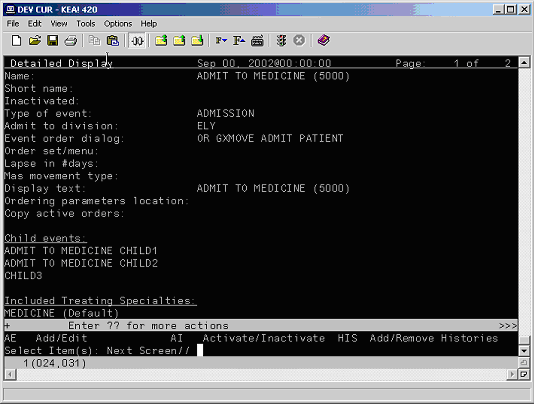 DEV CUR - KEA! 420
File Edit View Tools Options Help
Detailed Display Sep 00, 2002@00:00:00 Page: 1 of 2
Name: ADMIT TO MEDICINE (5000)
Short name:
Inactivated:
Type of event: ADMISSION
Admit to division: ELY
Event order dialog: OR GXMOVE ADMIT PATIENT
Order set/menu:
Lapse in #days:
Mas movement type:
Display text: ADMIT TO MEDICINE (5000)
Ordering parameters location:
Copy active orders:
Child events:
ADMIT TO MEDICINE CHILD1
ADMIT TO MEDICINE CHILD2
CHILD3
Included Treating Specialties:
MEDICINE (Default)
+ Enter ?? for more actions >>>
AE Add/Edit AI Activate/Inactivate HIS Add/Remove Histories
Select Item(s): Next Screen//
1(024,031)